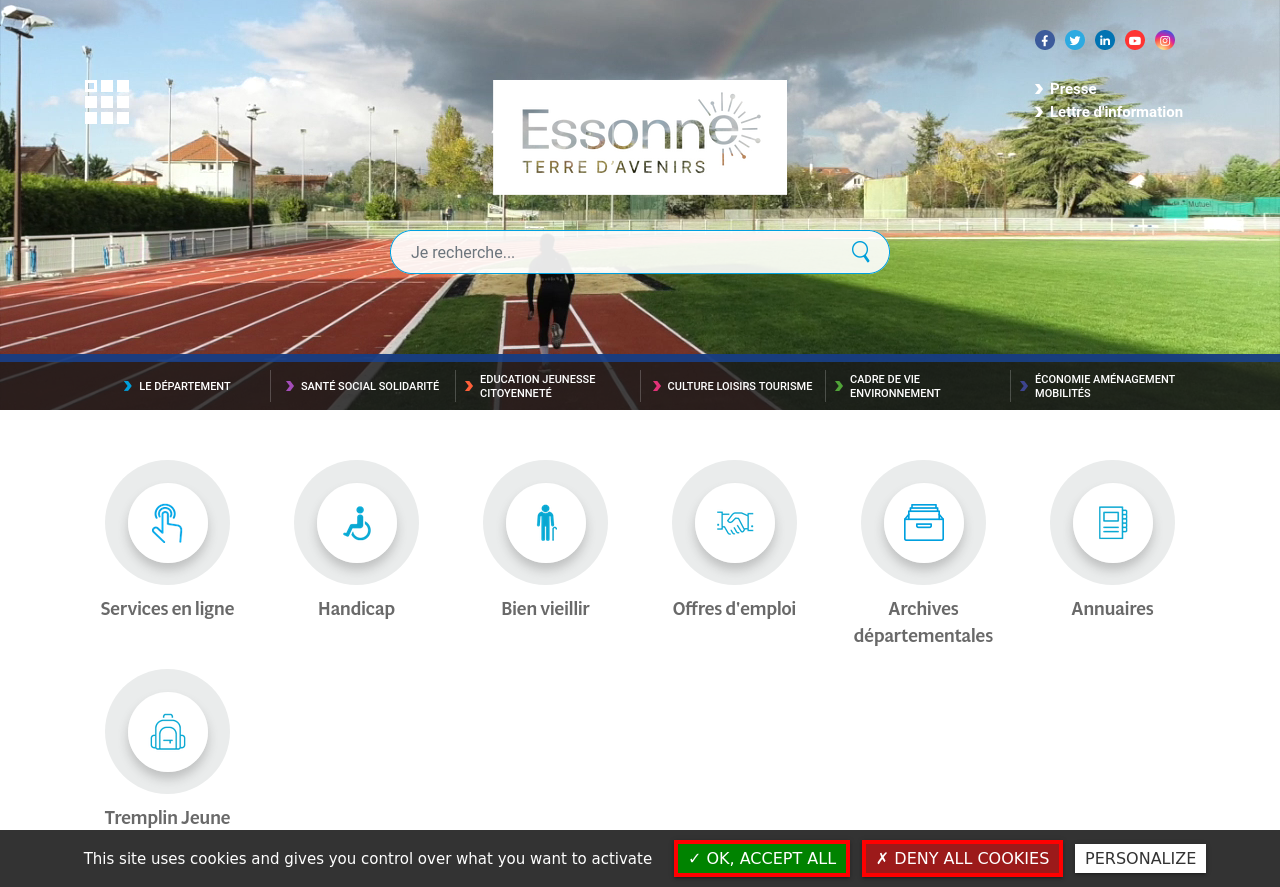 Presse
Lettre d'information
Essonne
TERRE D'AVENIRS
Je recherche...
LE DÉPARTEMENT
SANTÉ SOCIAL SOLIDARITÉ
EDUCATION JEUNESSE
CITOYENNETÉ
CULTURE LOISIRS TOURISME
CADRE DE VIE
ENVIRONNEMENT
ÉCONOMIE AMÉNAGEMENT
MOBILITÉS
Services en ligne
Handicap
Bien vieillir
Offres d'emploi
Archives
départementales
Annuaires
Tremplin Jeune
This site uses cookies and gives you control over what you want to activate
✓ OK, ACCEPT ALL
✗ DENY ALL COOKIES
PERSONALIZE